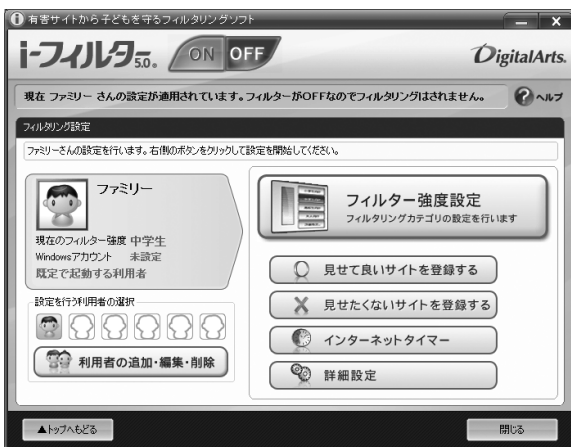 有害サイトから子どもを守るフィルタリングソフト
i-フィルター5.0. ON OFF
DigitalArts.
現在 ファミリー さんの設定が適用されています。フィルターがOFFなのでフィルタリングはされません。
ヘルプ
フィルタリング設定
ファミリーさんの設定を行います。右側のボタンをクリックして設定を開始してください。
ファミリー
現在のフィルター強度 中学生
Windowsアカウント 未設定
既定で起動する利用者
設定を行う利用者の選択
利用者の追加・編集・削除
フィルター強度設定
フィルタリングカテゴリの設定を行います
見せて良いサイトを登録する
見せたくないサイトを登録する
インターネットタイマー
詳細設定
▲トップへもどる
閉じる